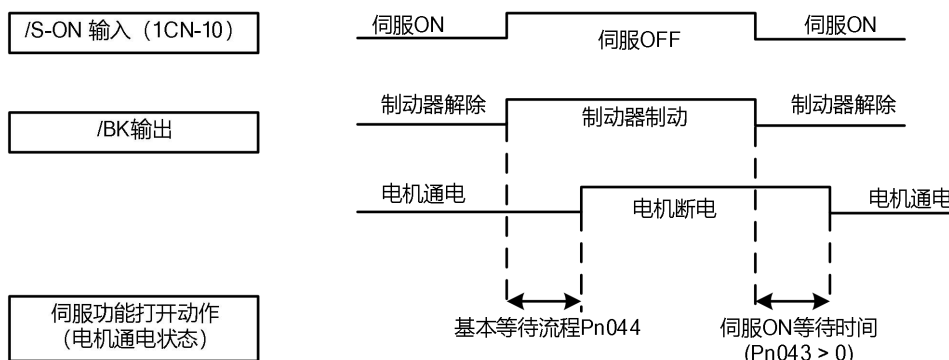 /S-ON 输入（1CN-10）
伺服ON
伺服OFF
伺服ON
/BK输出
制动器解除
制动器制动
制动器解除
电机通电
电机断电
电机通电
伺服功能打开动作
（电机通电状态）
基本等待流程Pn044
伺服ON等待时间
(Pn043 > 0)